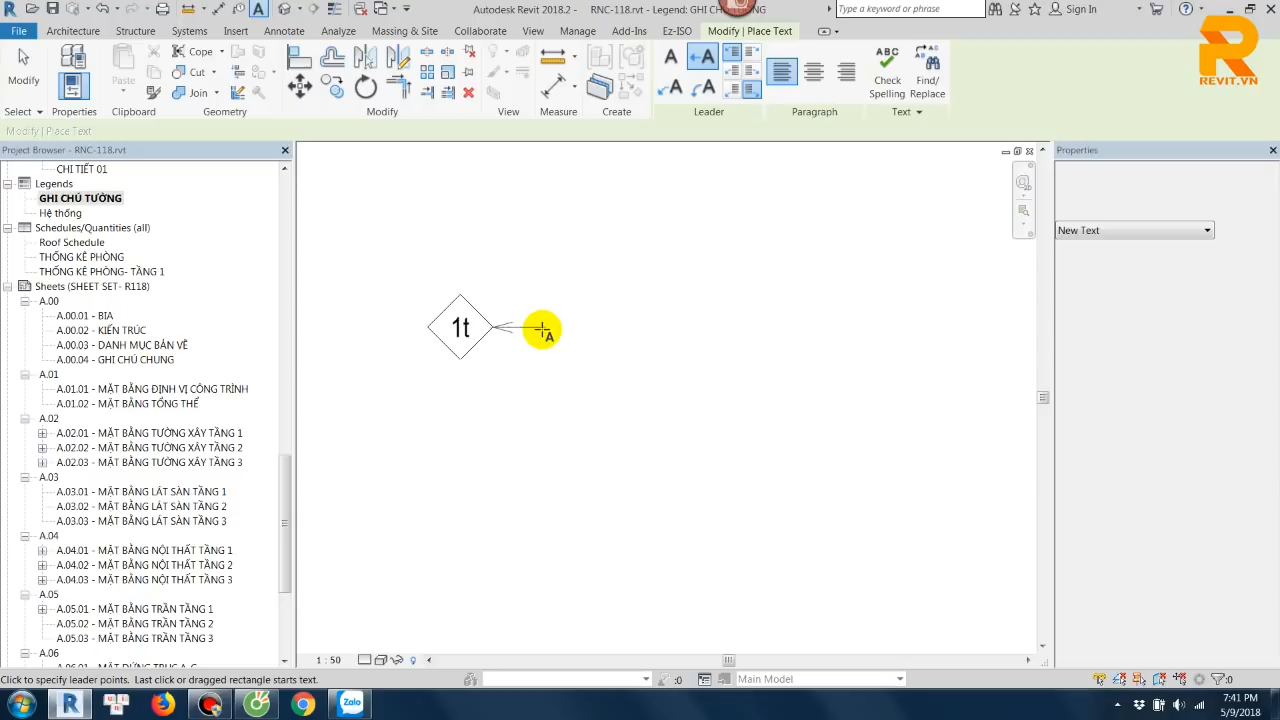 Autodesk Revit 2018.2 - RNC-118.rvt - Legend: GHI CHÚ TƯỜNG
Type a keyword or phrase
Sign In
File
Architecture
Structure
Systems
Insert
Annotate
Analyze
Massing & Site
Collaborate
View
Manage
Add-Ins
Ez-ISO
Modify | Place Text
REVIT.VN
Modify
Paste
Cope
Cut
Join
Check
Spelling
Find/
Replace
Select
Properties
Clipboard
Geometry
Modify
View
Measure
Create
Leader
Paragraph
Text
Modify | Place Text
Project Browser - RNC-118.rvt
CHI TIẾT 01
Legends
GHI CHÚ TƯỜNG
Hệ thống
Schedules/Quantities (all)
Roof Schedule
THỐNG KÊ PHÒNG
THỐNG KÊ PHÒNG- TẦNG 1
Sheets (SHEET SET- R118)
A.00
A.00.01 - BIA
A.00.02 - KIẾN TRÚC
A.00.03 - DANH MỤC BẢN VẼ
A.00.04 - GHI CHÚ CHUNG
A.01
A.01.01 - MẶT BẰNG ĐỊNH VỊ CÔNG TRÌNH
A.01.02 - MẶT BẰNG TỔNG THỂ
A.02
A.02.01 - MẶT BẰNG TƯỜNG XÂY TẦNG 1
A.02.02 - MẶT BẰNG TƯỜNG XÂY TẦNG 2
A.02.03 - MẶT BẰNG TƯỜNG XÂY TẦNG 3
A.03
A.03.01 - MẶT BẰNG LÁT SÀN TẦNG 1
A.03.02 - MẶT BẰNG LÁT SÀN TẦNG 2
A.03.03 - MẶT BẰNG LÁT SÀN TẦNG 3
A.04
A.04.01 - MẶT BẰNG NỘI THẤT TẦNG 1
A.04.02 - MẶT BẰNG NỘI THẤT TẦNG 2
A.04.03 - MẶT BẰNG NỘI THẤT TẦNG 3
A.05
A.05.01 - MẶT BẰNG TRẦN TẦNG 1
A.05.02 - MẶT BẰNG TRẦN TẦNG 2
A.05.03 - MẶT BẰNG TRẦN TẦNG 3
A.06
1t
A
Properties
New Text
1 : 50
Click to specify leader points. Last click or dragged rectangle starts text.
:0
Main Model
:0
Zalo
7:41 PM
5/9/2018